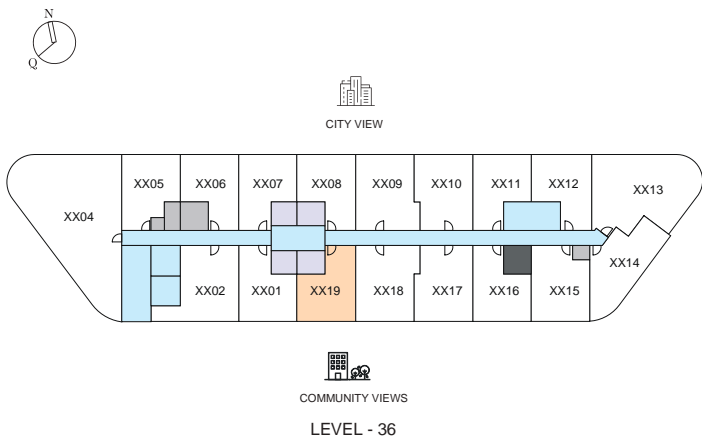 N
Q
CITY VIEW
XX05 XX06 XX07 XX08 XX09 XX10 XX11 XX12 XX13
XX04
XX14
XX02 XX01 XX19 XX18 XX17 XX16 XX15
COMMUNITY VIEWS
LEVEL - 36